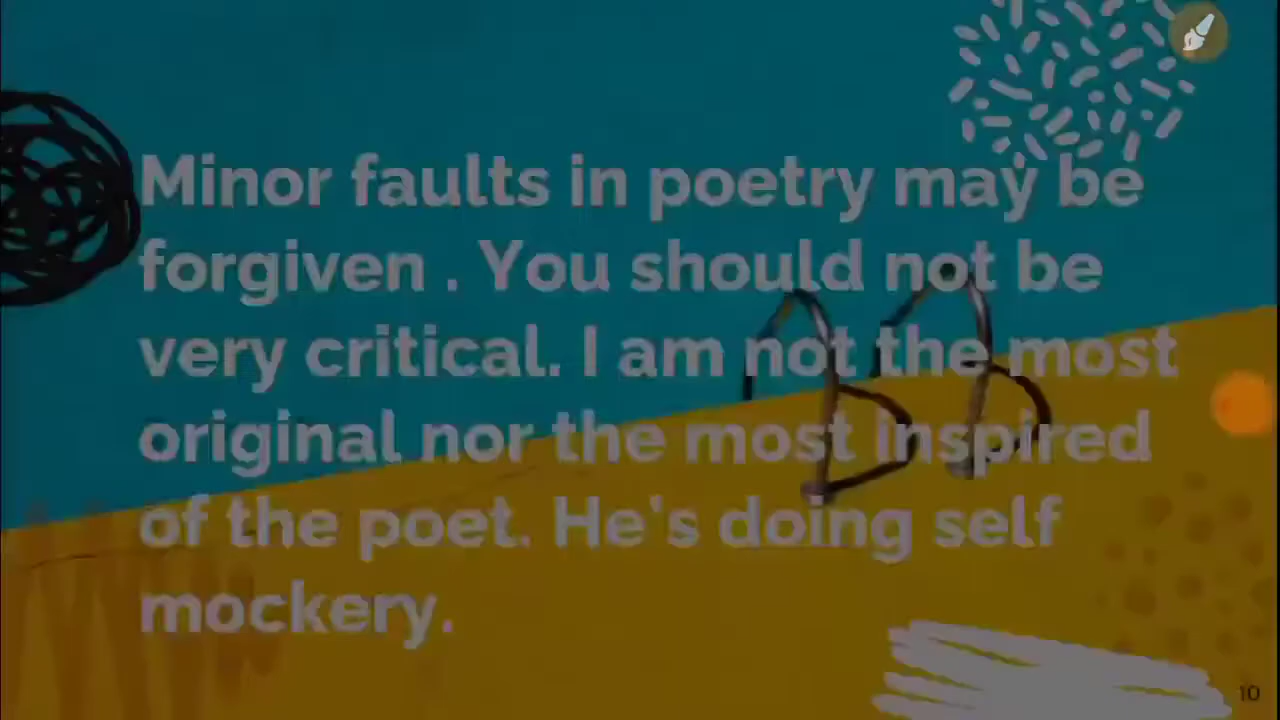 Minor faults in poetry may be
forgiven . You should not be
very critical. I am not the most
original nor the most inspired
of the poet. He's doing self
mockery.
10